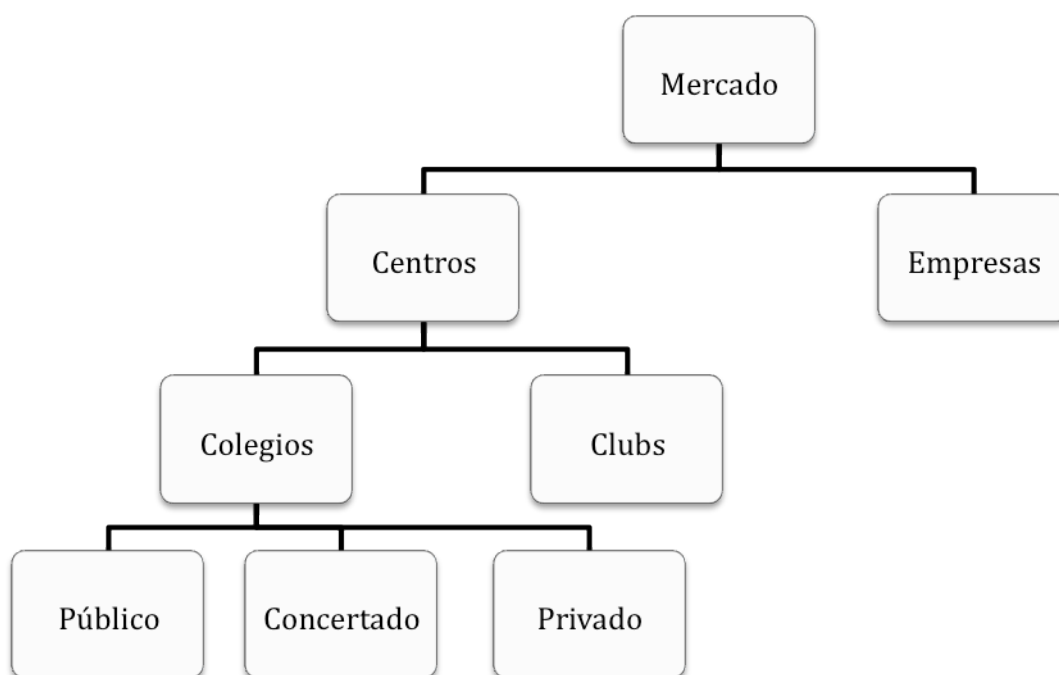 Mercado
Centros
Empresas
Colegios
Clubs
Público
Concertado
Privado